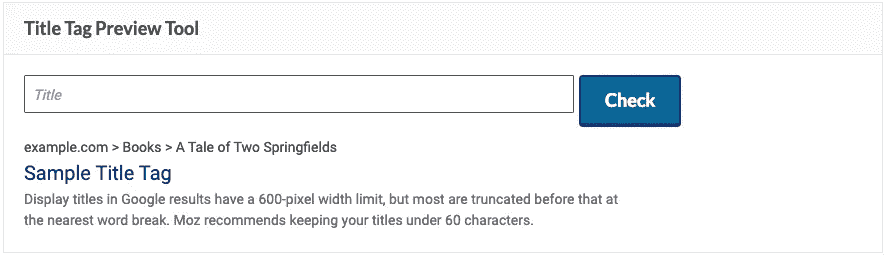 Title Tag Preview Tool
Title
Check
example.com > Books > A Tale of Two Springfields
Sample Title Tag
Display titles in Google results have a 600-pixel width limit, but most are truncated before that at
the nearest word break. Moz recommends keeping your titles under 60 characters.